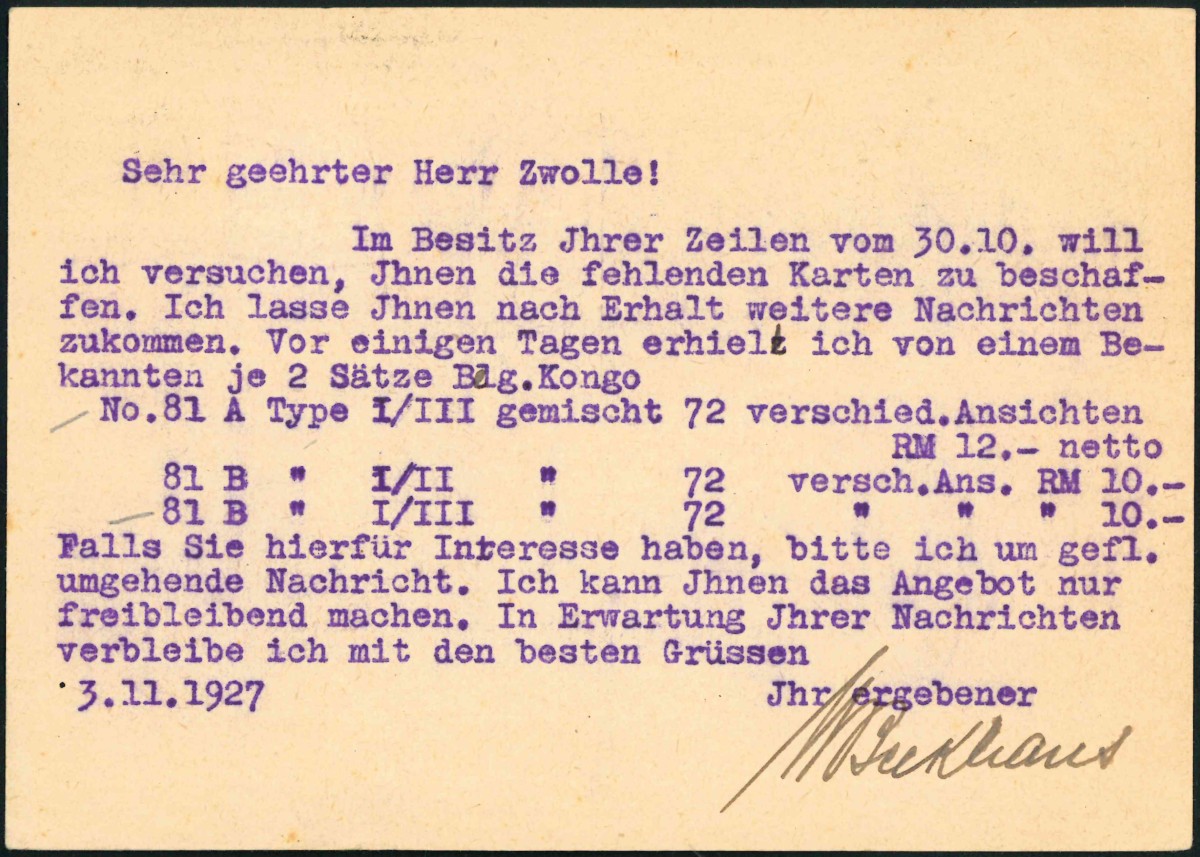 Sehr geehrter Herr Zwolle!
Im Besitz Jhrer Zeilen vom 30.10. will
ich versuchen, Jhnen die fehlenden Karten zu beschaf-
fen. Ich lasse Jhnen nach Erhalt weitere Nachrichten
zukommen. Vor einigen Tagen erhielt ich von einem Be-
kannten je 2 Sätze Blg.Kongo
No.81 A Type I/III gemischt 72 verschied.Ansichten
RM 12.- netto
81 B " I/II " 72 versch.Ans. RM 10.-
81 B " I/III " 72 " " " 10.-
Falls Sie hierfür Interesse haben, bitte ich um gefl.
umgehende Nachricht. Ich kann Jhnen das Angebot nur
freibleibend machen. In Erwartung Jhrer Nachrichten
verbleibe ich mit den besten Grüssen
3.11.1927 Jhr ergebener